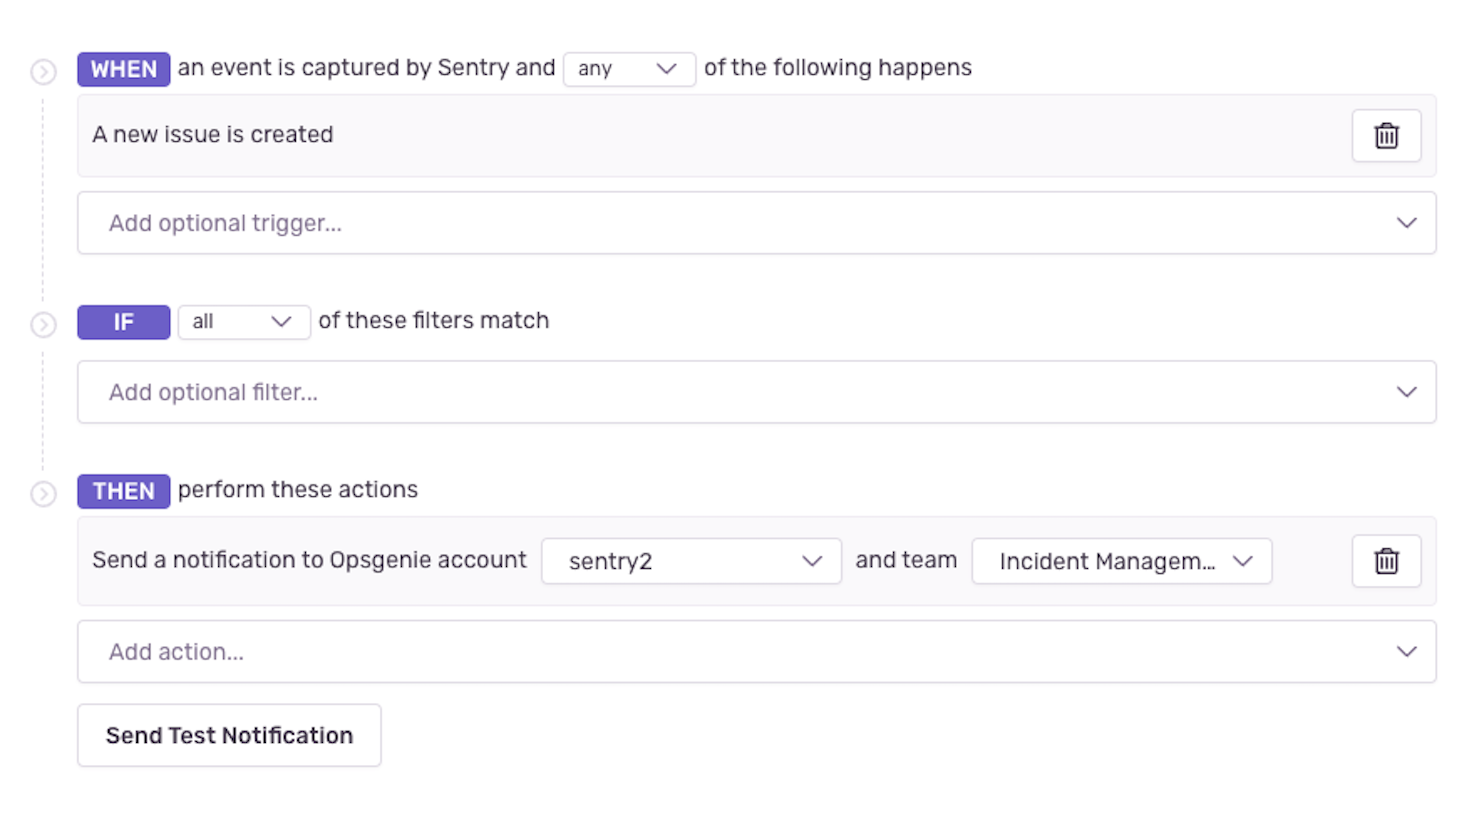 WHEN an event is captured by Sentry and any of the following happens
A new issue is created
Add optional trigger...
IF all of these filters match
Add optional filter...
THEN perform these actions
Send a notification to Opsgenie account sentry2 and team Incident Managem...
Add action...
Send Test Notification